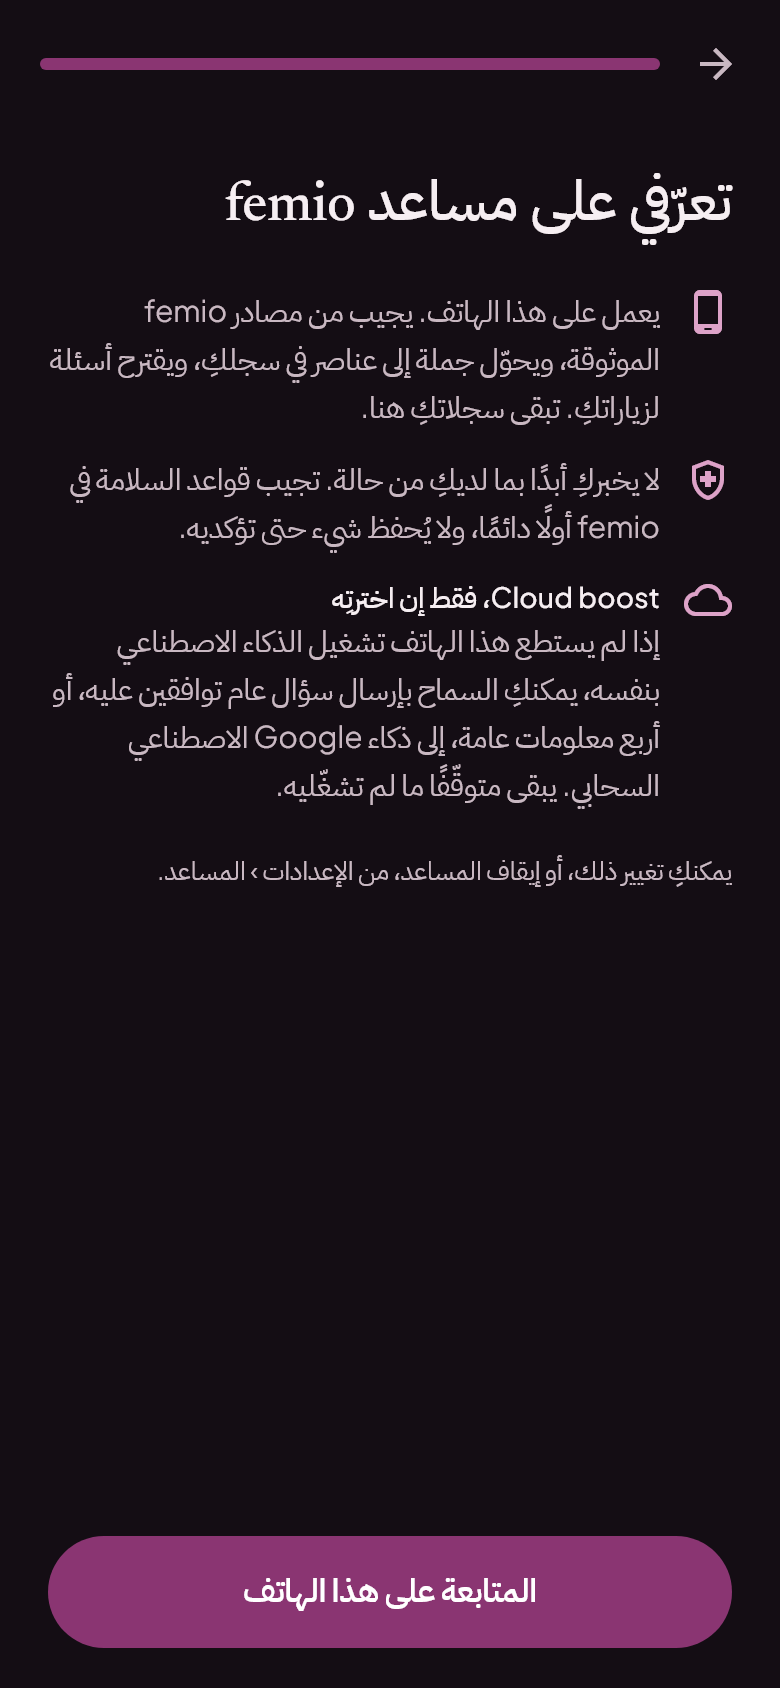 تعرّفي على مساعد femio
يعمل على هذا الهاتف. يجيب من مصادر femio
الموثوقة، ويحوّل جملة إلى عناصر في سجلكِ، ويقترح أسئلة
لزياراتكِ. تبقى سجلاتكِ هنا.
لا يخبركِ أبدًا بما لديكِ من حالة. تجيب قواعد السلامة في
femio أولًا دائمًا، ولا يُحفظ شيء حتى تؤكديه.
Cloud boost، فقط إن اخترتِه
إذا لم يستطع هذا الهاتف تشغيل الذكاء الاصطناعي
بنفسه، يمكنكِ السماح بإرسال سؤال عام توافقين عليه، أو
أربع معلومات عامة، إلى ذكاء Google الاصطناعي
السحابي. يبقى متوقّفًا ما لم تشغّليه.
يمكنكِ تغيير ذلك، أو إيقاف المساعد، من الإعدادات › المساعد.
المتابعة على هذا الهاتف